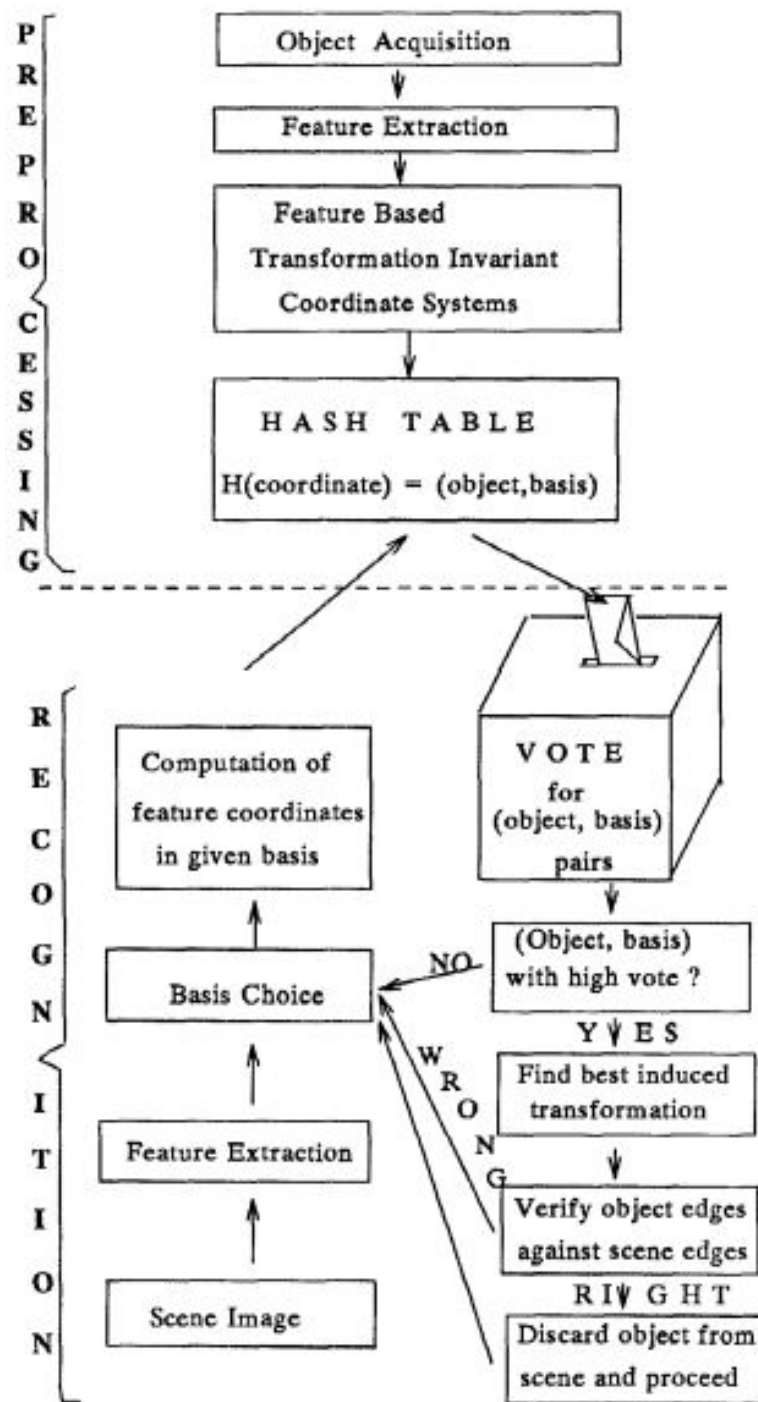 PREPROCESSING
Object Acquisition
Feature Extraction
Feature Based
Transformation Invariant
Coordinate Systems
HASH TABLE
H(coordinate) = (object,basis)
RECOGNITION
Computation of
feature coordinates
in given basis
Basis Choice
Feature Extraction
Scene Image
VOTE
for
(object, basis)
pairs
(Object, basis)
with high vote ?
NO
YES
Find best induced
transformation
WRONG
Verify object edges
against scene edges
RIGHT
Discard object from
scene and proceed